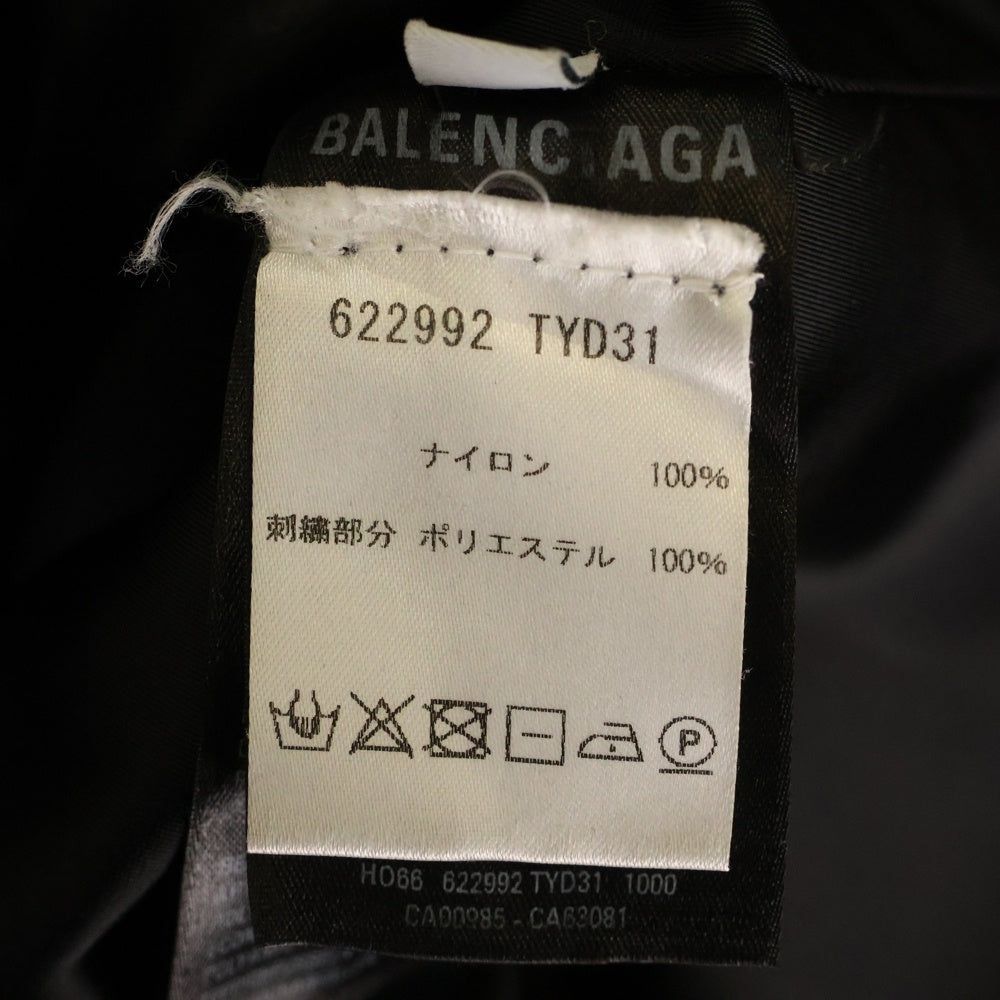 BALENCIAGA
622992 TYD31
ナイロン 100%
刺繍部分 ポリエステル 100%
P
H066 622992 TYD31 1000
CA00985 - CA63081